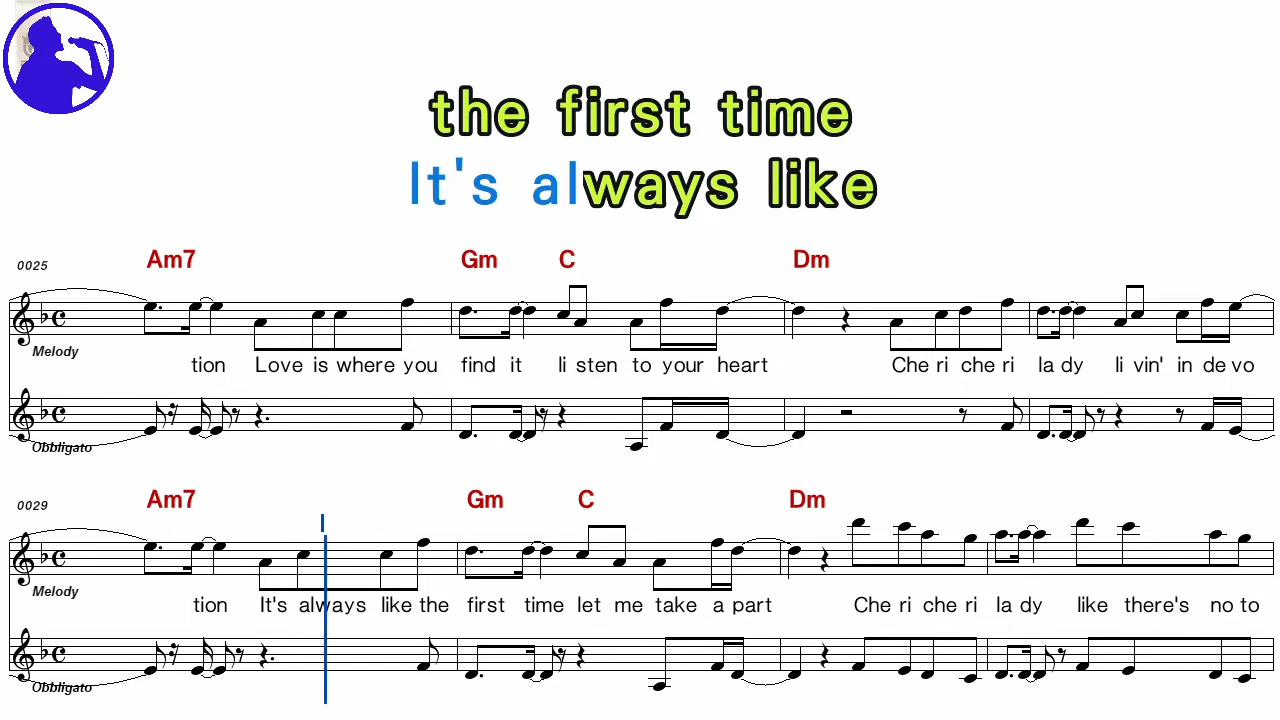 the first time
It's always like
0025 Am7 Gm C Dm
Melody
tion Love is where you find it li sten to your heart Che ri che ri la dy li vin' in de vo
Obbligato
0029 Am7 Gm C Dm
Melody
tion It's always like the first time let me take a part Che ri che ri la dy like there's no to
Obbligato